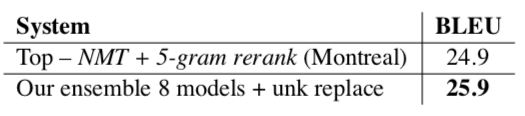 System BLEU
Top – NMT + 5-gram rerank (Montreal) 24.9
Our ensemble 8 models + unk replace 25.9